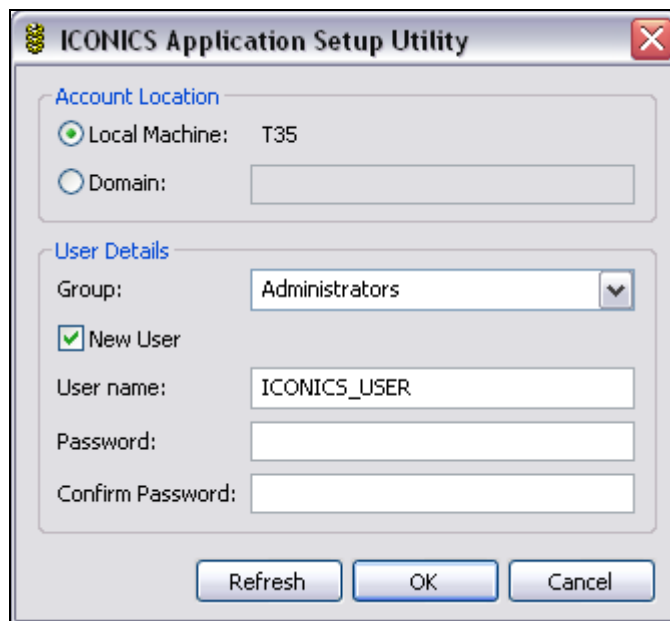 ICONICS Application Setup Utility
Account Location
Local Machine: T35
Domain:
User Details
Group: Administrators
New User
User name: ICONICS_USER
Password:
Confirm Password:
Refresh OK Cancel